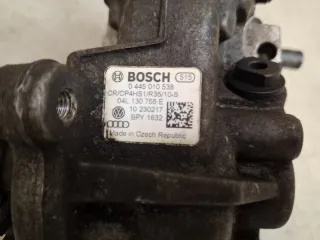 BOSCH 515
0 445 010 538
CR/CP4HS1/R35/10-S
04L 130 755 E
10 230217
BPY 1632
Made in Czech Republic